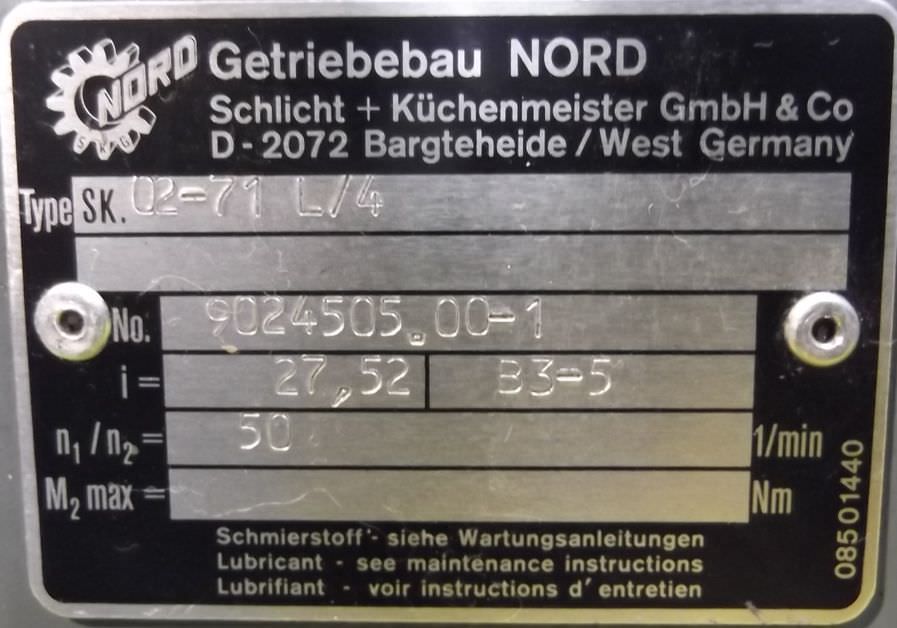 NORD
SKB
Getriebebau NORD
Schlicht + Küchenmeister GmbH & Co
D-2072 Bargteheide / West Germany
Type SK. 02-71 L/4
No. 9024505.00-1
i = 27,52 B3-5
n₁ / n₂ = 50 1/min
M₂ max = Nm
08501440
Schmierstoff - siehe Wartungsanleitungen
Lubricant - see maintenance instructions
Lubrifiant - voir instructions d' entretien